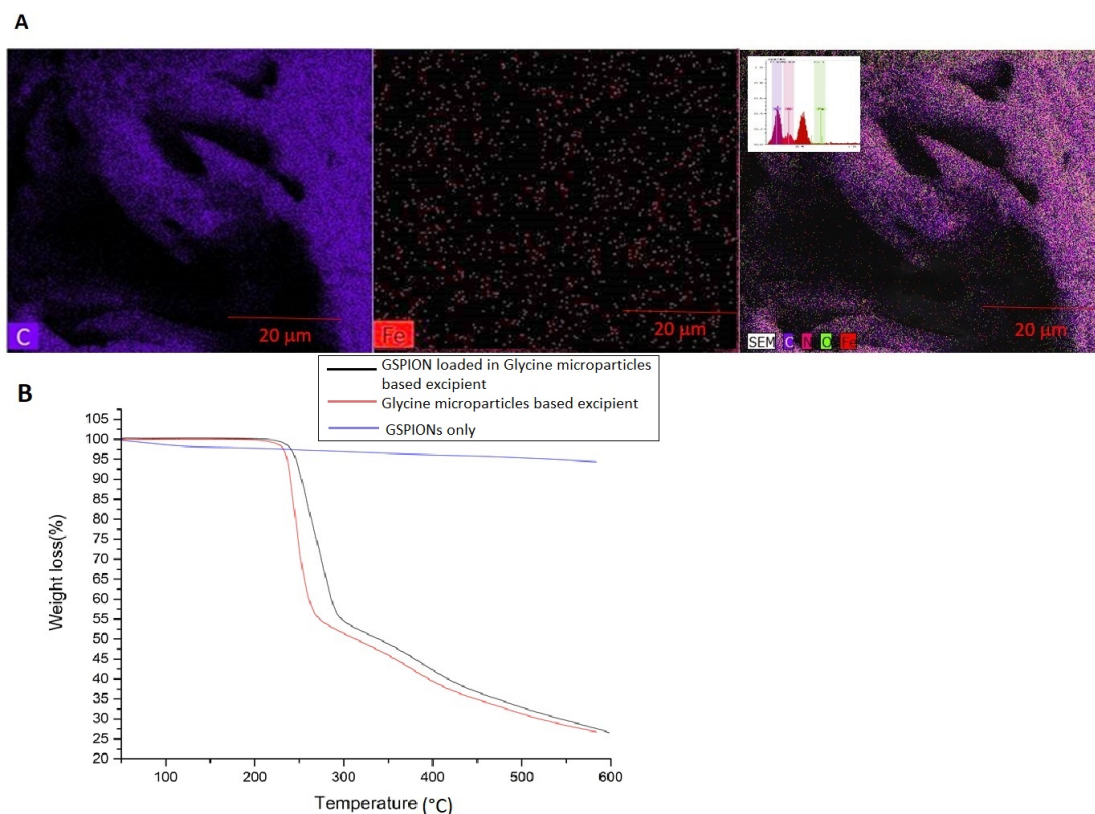 A
C
20 µm
Fe
20 µm
SEM C N O Fe
20 µm
B
GSPION loaded in Glycine microparticles
based excipient
Glycine microparticles based excipient
GSPIONs only
105
100
95
90
85
80
75
70
65
60
55
50
45
40
35
30
25
20
Weight loss(%)
100 200 300 400 500 600
Temperature (°C)